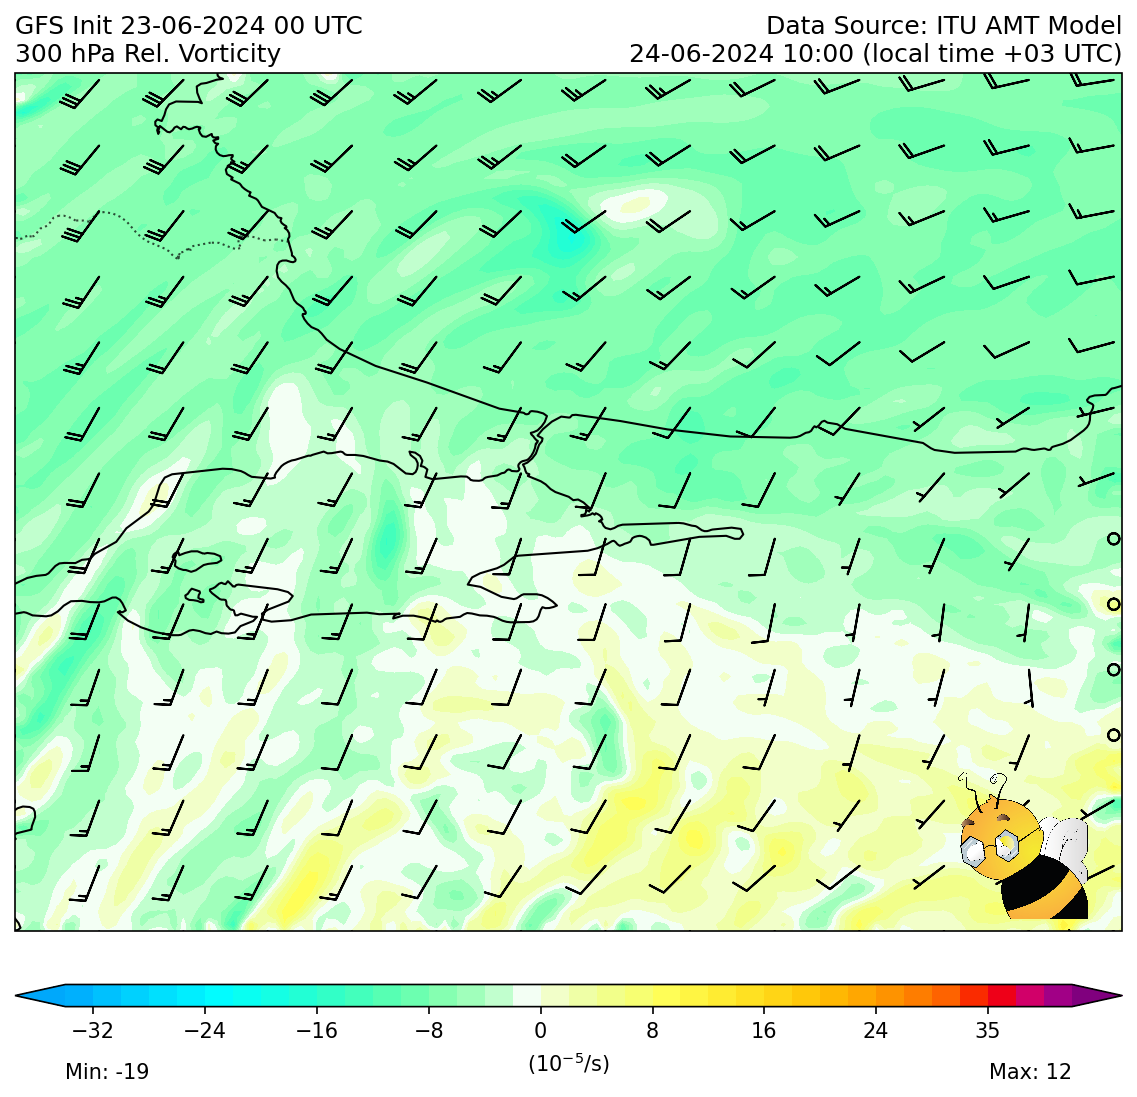 GFS Init 23-06-2024 00 UTC
Data Source: ITU AMT Model
300 hPa Rel. Vorticity
24-06-2024 10:00 (local time +03 UTC)
−32 −24 −16 −8 0 8 16 24 35
(10⁻⁵/s)
Min: -19
Max: 12